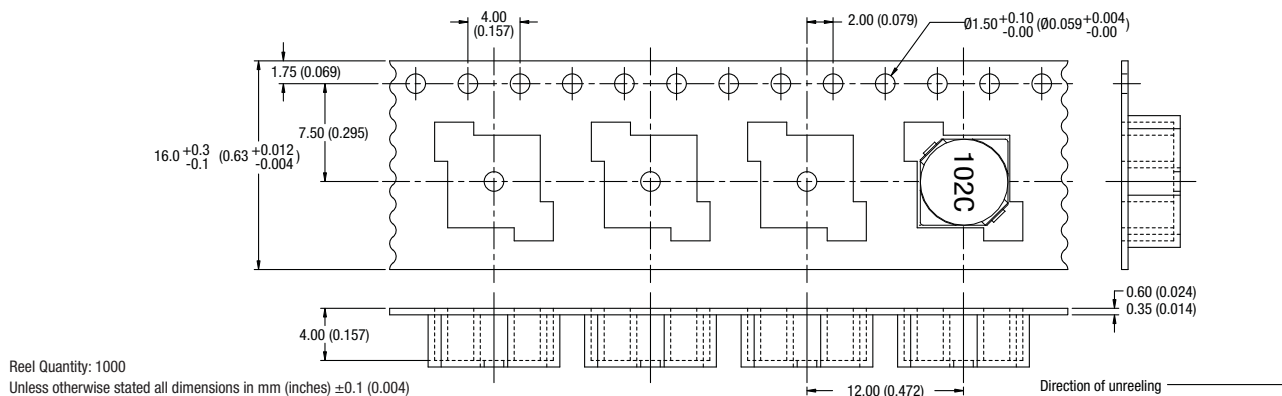 4.00
(0.157)
2.00 (0.079)
Ø1.50 +0.10 -0.00 (Ø0.059 +0.004 -0.00)
1.75 (0.069)
7.50 (0.295)
16.0 +0.3 -0.1 (0.63 +0.012 -0.004)
102C
0.60 (0.024)
0.35 (0.014)
4.00 (0.157)
Reel Quantity: 1000
Unless otherwise stated all dimensions in mm (inches) ±0.1 (0.004)
12.00 (0.472)
Direction of unreeling